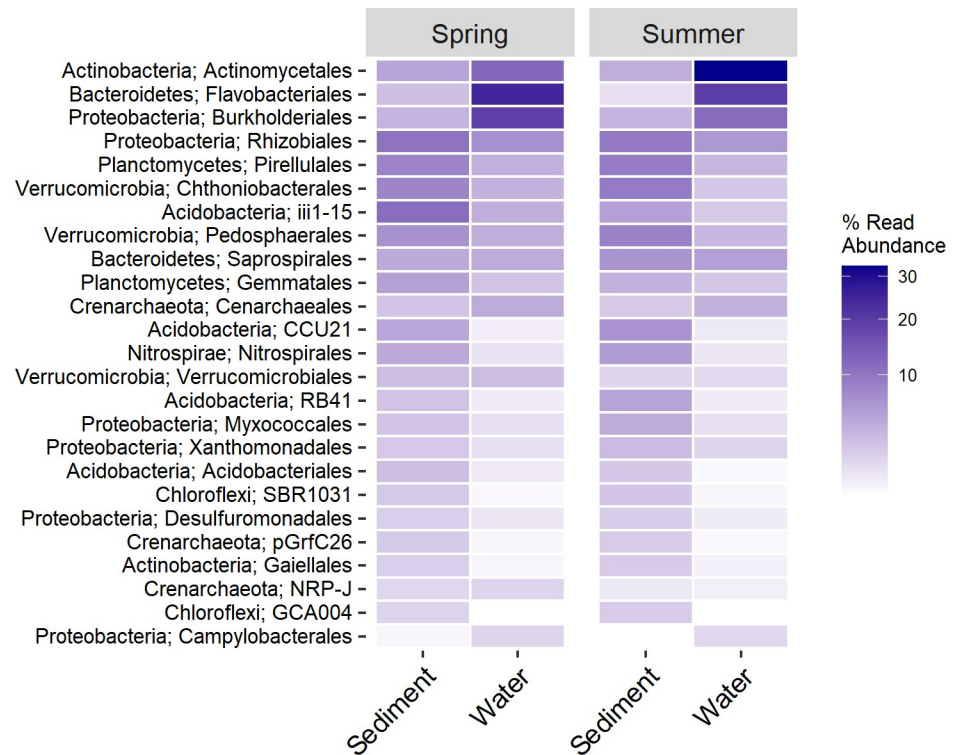 Spring
Summer
Actinobacteria; Actinomycetales
Bacteroidetes; Flavobacteriales
Proteobacteria; Burkholderiales
Proteobacteria; Rhizobiales
Planctomycetes; Pirellulales
Verrucomicrobia; Chthoniobacterales
Acidobacteria; iii1-15
Verrucomicrobia; Pedosphaerales
Bacteroidetes; Saprospirales
Planctomycetes; Gemmatales
Crenarchaeota; Cenarchaeales
Acidobacteria; CCU21
Nitrospirae; Nitrospirales
Verrucomicrobia; Verrucomicrobiales
Acidobacteria; RB41
Proteobacteria; Myxococcales
Proteobacteria; Xanthomonadales
Acidobacteria; Acidobacteriales
Chloroflexi; SBR1031
Proteobacteria; Desulfuromonadales
Crenarchaeota; pGrfC26
Actinobacteria; Gaiellales
Crenarchaeota; NRP-J
Chloroflexi; GCA004
Proteobacteria; Campylobacterales
Sediment
Water
Sediment
Water
% Read
Abundance
30
20
10